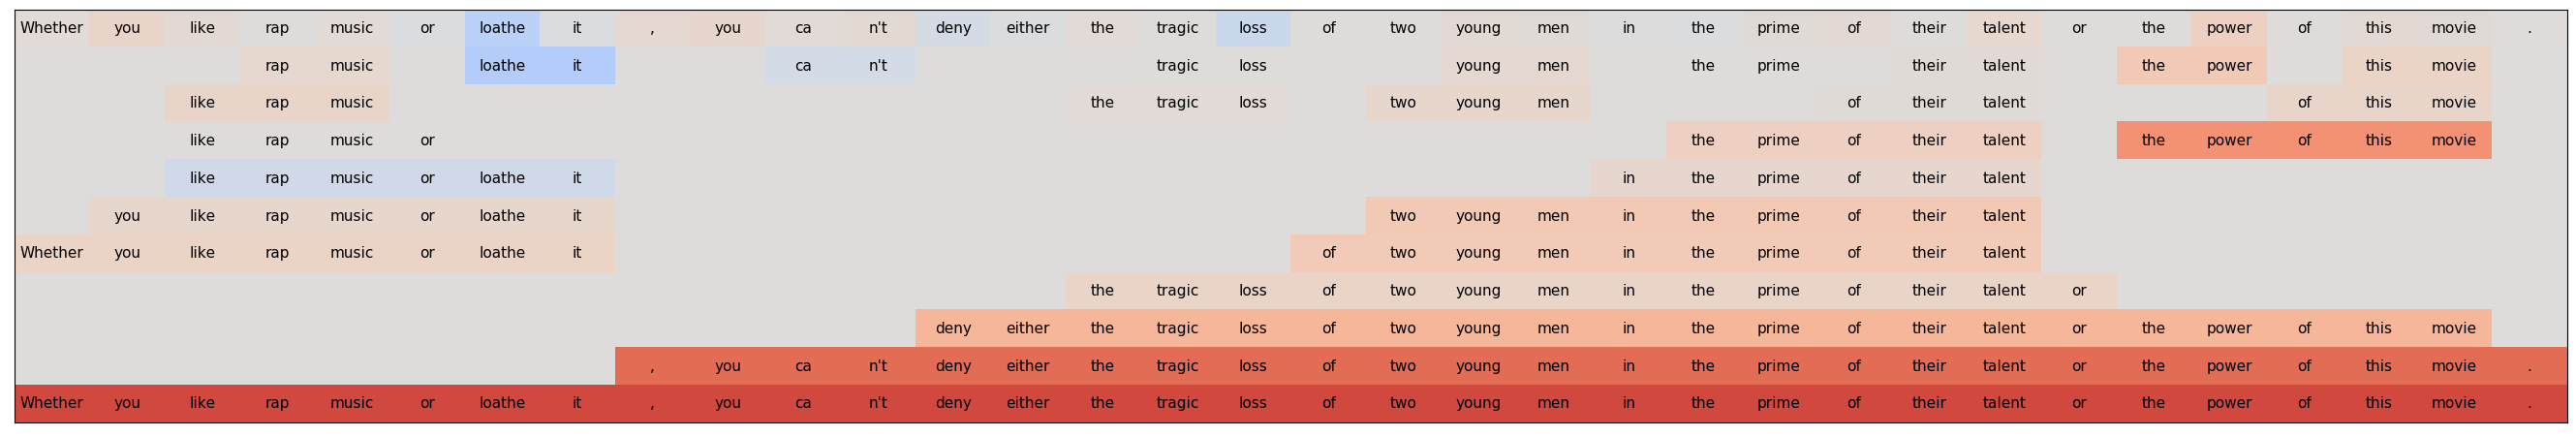 Whether you like rap music or loathe it , you ca n't deny either the tragic loss of two young men in the prime of their talent or the power of this movie .
rap music loathe it ca n't tragic loss young men the prime their talent the power this movie
like rap music the tragic loss two young men of their talent of this movie
like rap music or the prime of their talent the power of this movie
like rap music or loathe it in the prime of their talent
you like rap music or loathe it two young men in the prime of their talent
Whether you like rap music or loathe it of two young men in the prime of their talent
the tragic loss of two young men in the prime of their talent or
deny either the tragic loss of two young men in the prime of their talent or the power of this movie
, you ca n't deny either the tragic loss of two young men in the prime of their talent or the power of this movie .
Whether you like rap music or loathe it , you ca n't deny either the tragic loss of two young men in the prime of their talent or the power of this movie .